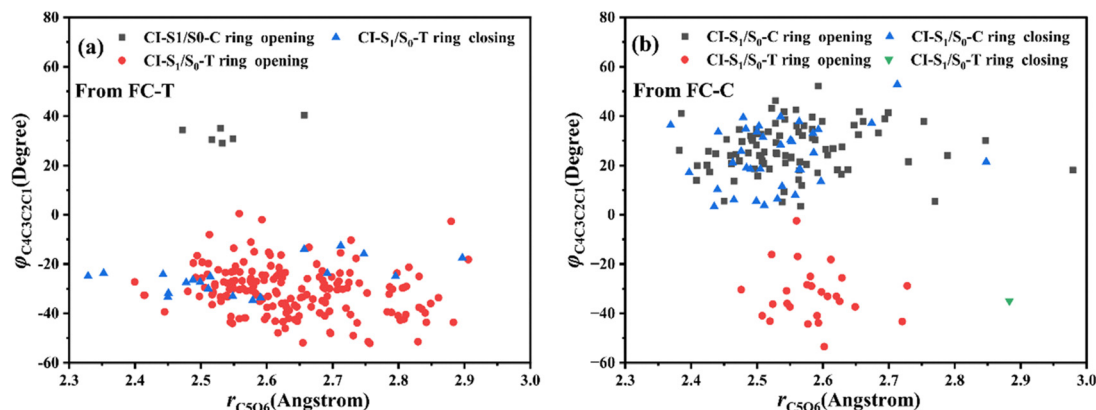 (a)
CI-S1/S0-C ring opening
CI-S₁/S₀-T ring closing
CI-S₁/S₀-T ring opening
From FC-T
φC4C3C2C1(Degree)
80
60
40
20
0
-20
-40
-60
2.3 2.4 2.5 2.6 2.7 2.8 2.9 3.0
rC5O6(Angstrom)
(b)
CI-S₁/S₀-C ring opening
CI-S₁/S₀-C ring closing
CI-S₁/S₀-T ring opening
CI-S₁/S₀-T ring closing
From FC-C
φC4C3C2C1(Degree)
80
60
40
20
0
−20
−40
−60
2.3 2.4 2.5 2.6 2.7 2.8 2.9 3.0
rC5O6(Angstrom)